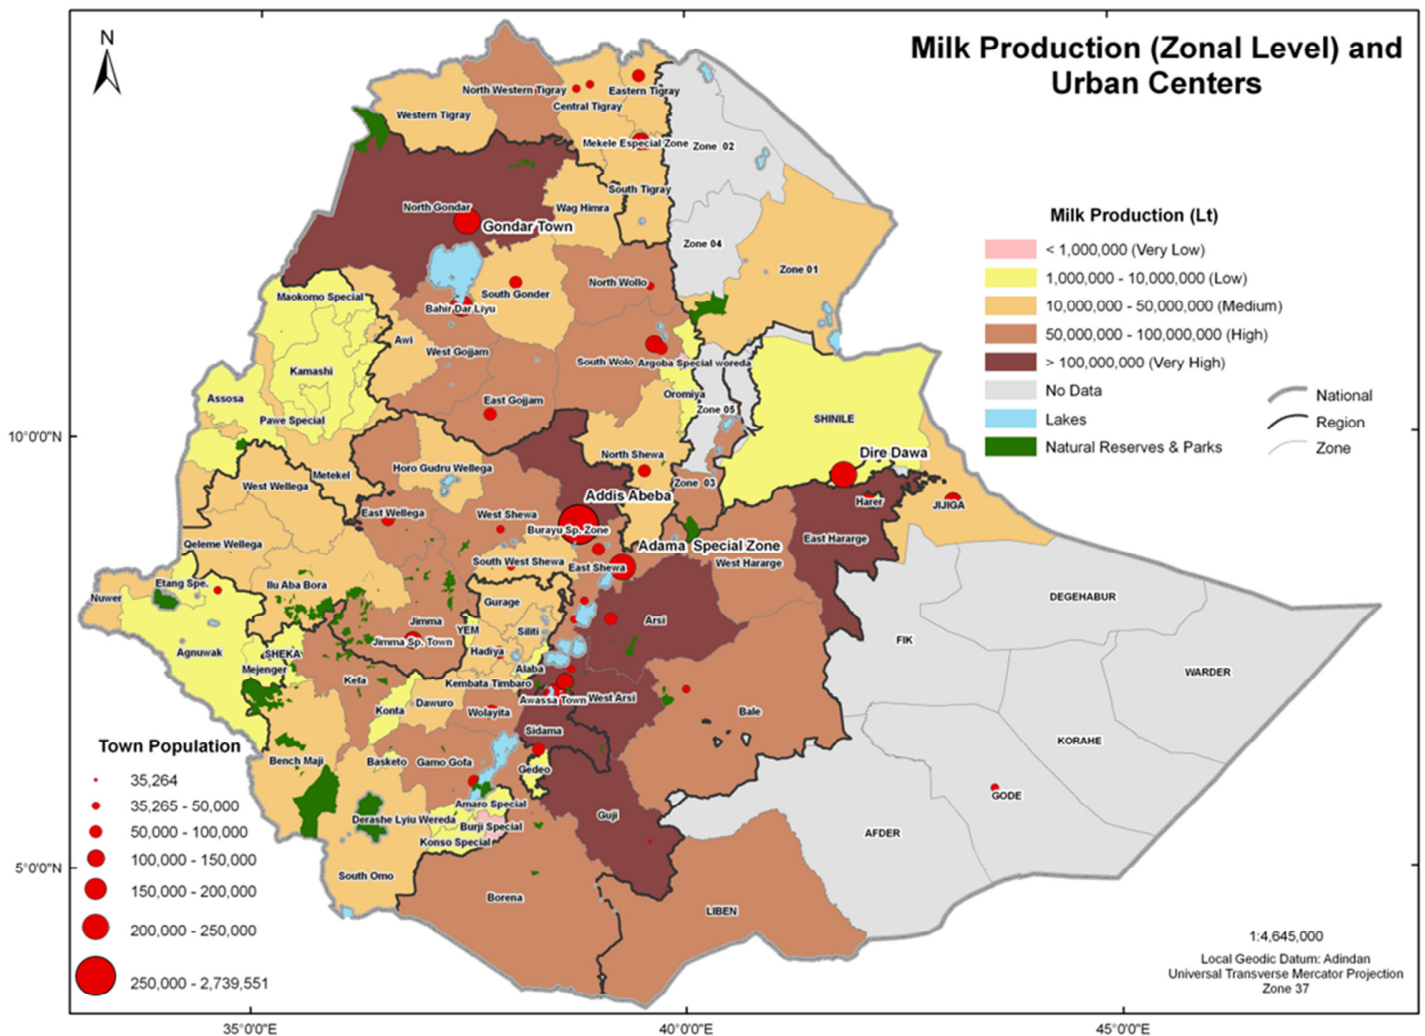 N
Milk Production (Zonal Level) and
Urban Centers
North Western Tigray
Eastern Tigray
Central Tigray
Western Tigray
Mekele Especial Zone
Zone 02
South Tigray
North Gondar
Gondar Town
Wag Himra
Zone 04
Zone 01
Maokomo Special
South Gonder
North Wollo
Bahir Dar Liyu
Awi
West Gojjam
South Wolo
Argoba Special woreda
Kamashi
Assosa
East Gojjam
Oromiya
Zone 05
Pawe Special
SHINILE
10°0'0"N
North Shewa
Dire Dawa
Horo Gudru Wellega
Metekel
West Wellega
Zone 03
Addis Abeba
Harer
JIJIGA
East Wellega
West Shewa
Burayu Sp. Zone
East Hararge
Qeleme Wellega
Adama Special Zone
South West Shewa
East Shewa
West Hararge
Etang Spe.
Ilu Aba Bora
Nuwer
Gurage
DEGEHABUR
Jimma
YEM
Siliti
Arsi
Jimma Sp. Town
FIK
Agnuwak
SHEKA
Hadiya
Mejenger
Alaba
WARDER
Kefa
Kembata Timbaro
Awassa Town
West Arsi
Dawuro
Konta
Wolayita
Bale
Sidama
KORAHE
Bench Maji
Basketo
Gamo Gofa
Gedeo
GODE
Amaro Special
Derashe Lyiu Wereda
Burji Special
Guji
AFDER
Konso Special
5°0'0"N
South Omo
Borena
LIBEN
Milk Production (Lt)
< 1,000,000 (Very Low)
1,000,000 - 10,000,000 (Low)
10,000,000 - 50,000,000 (Medium)
50,000,000 - 100,000,000 (High)
> 100,000,000 (Very High)
No Data
Lakes
Natural Reserves & Parks
National
Region
Zone
Town Population
35,264
35,265 - 50,000
50,000 - 100,000
100,000 - 150,000
150,000 - 200,000
200,000 - 250,000
250,000 - 2,739,551
1:4,645,000
Local Geodic Datum: Adindan
Universal Transverse Mercator Projection
Zone 37
35°0'0"E
40°0'0"E
45°0'0"E